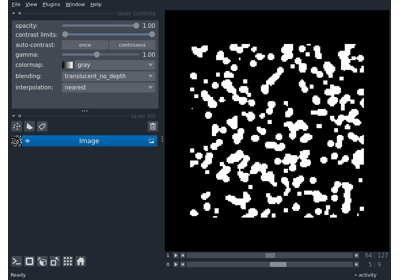 File View Plugins Window Help
layer controls
opacity: 1.00
contrast limits:
auto-contrast: once continuous
gamma: 1.00
colormap: gray
blending: translucent_no_depth
interpolation: nearest
layer list
Image
1 64 127
0 5 9
Ready activity